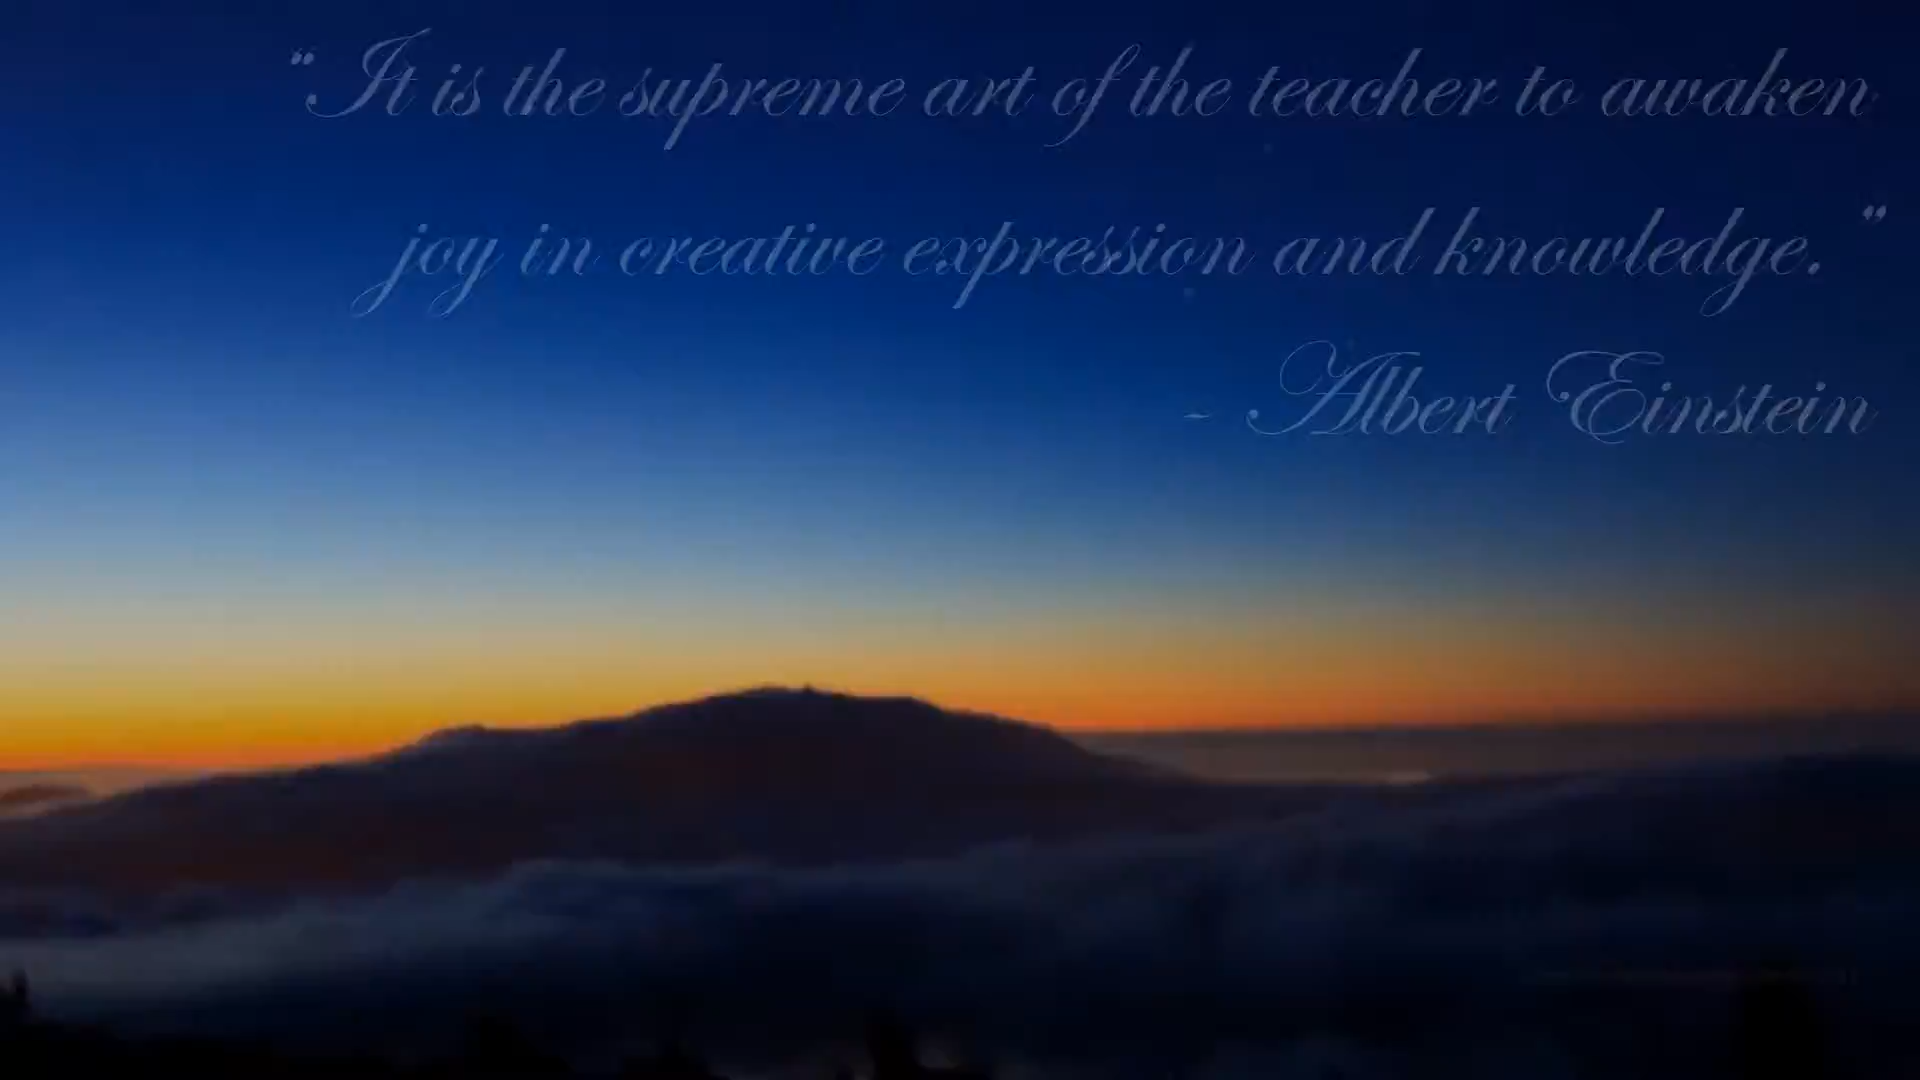 “It is the supreme art of the teacher to awaken
joy in creative expression and knowledge. “
- Albert Einstein